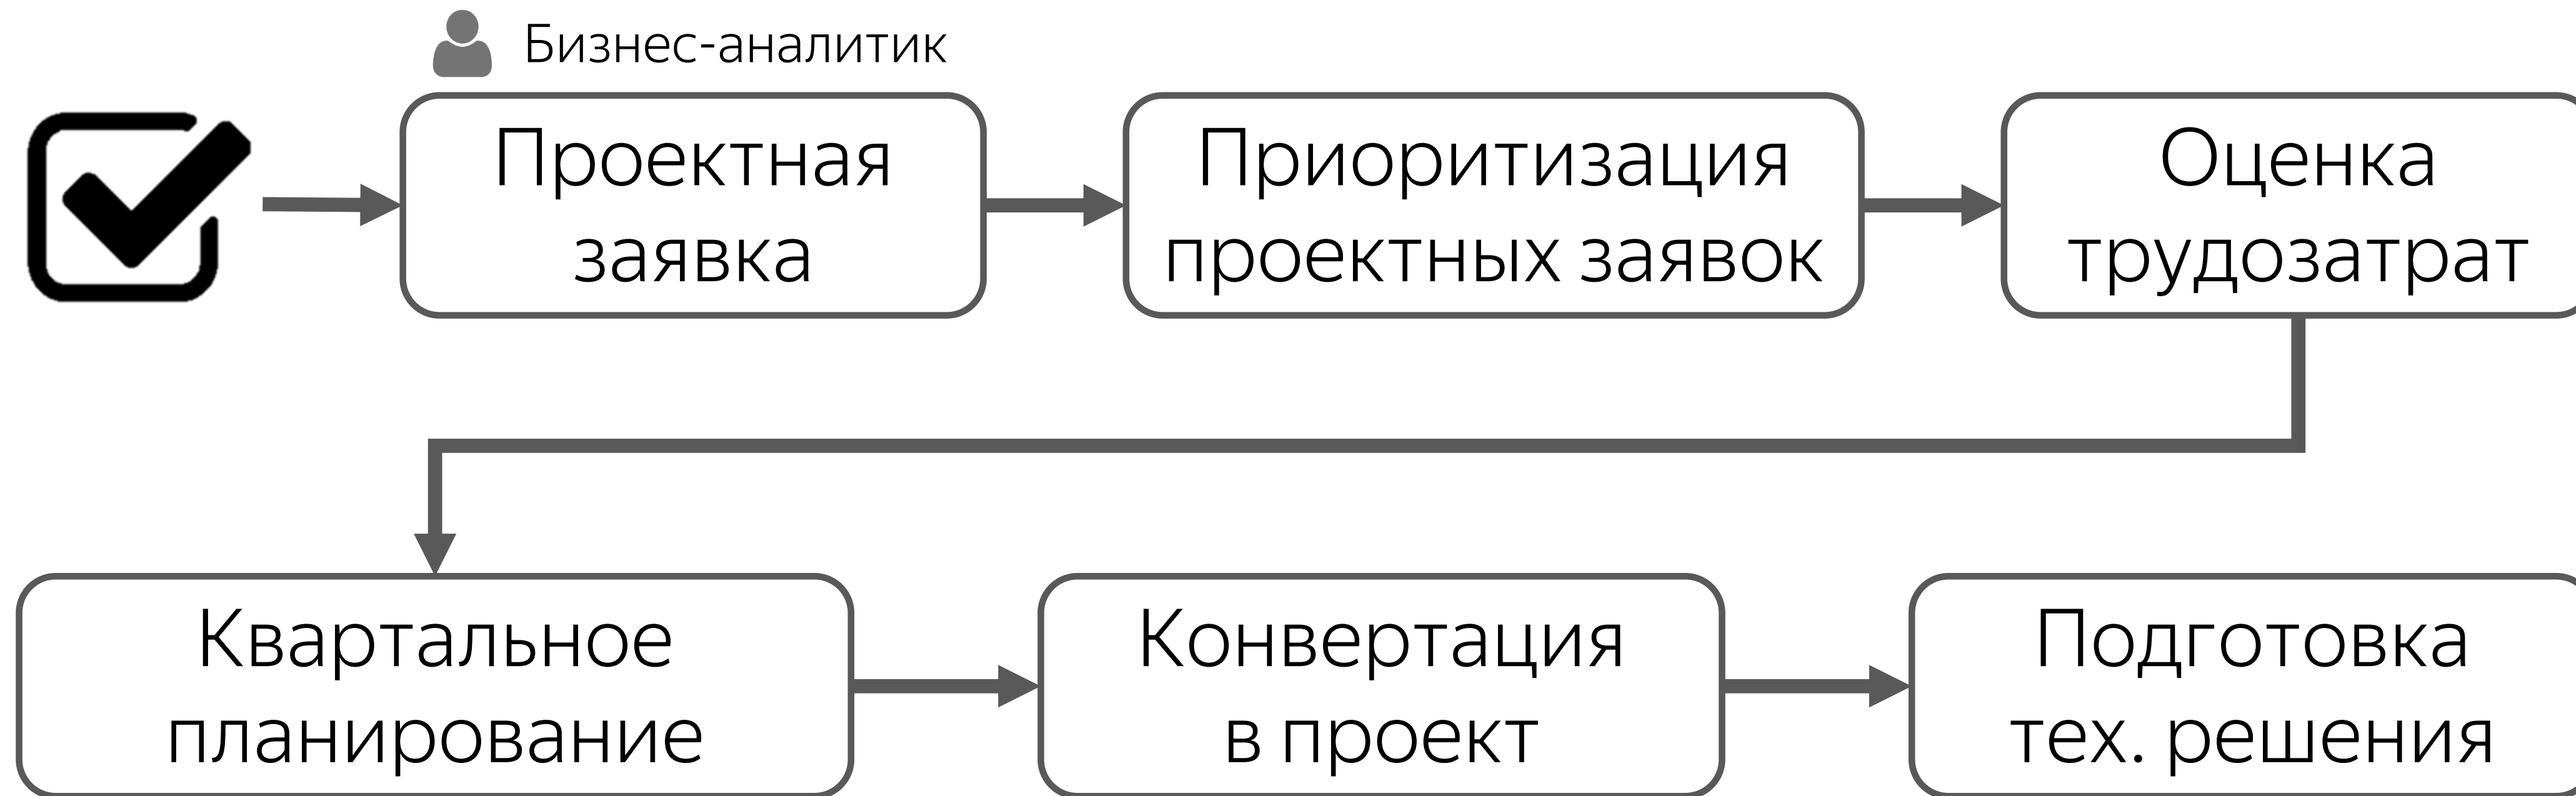 Бизнес-аналитик
Проектная
заявка
Приоритизация
проектных заявок
Оценка
трудозатрат
Квартальное
планирование
Конвертация
в проект
Подготовка
тех. решения